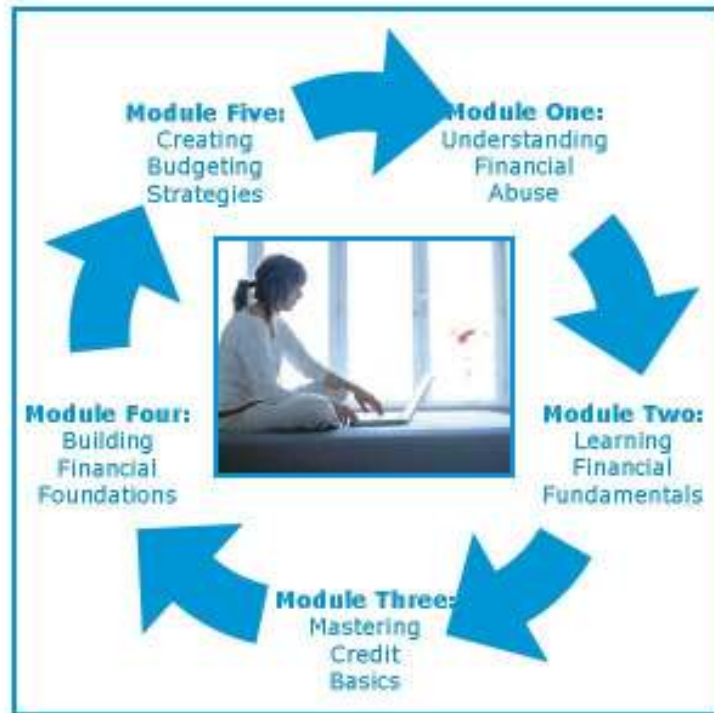 Module One:
Understanding
Financial
Abuse
Module Two:
Learning
Financial
Fundamentals
Module Three:
Mastering
Credit
Basics
Module Four:
Building
Financial
Foundations
Module Five:
Creating
Budgeting
Strategies